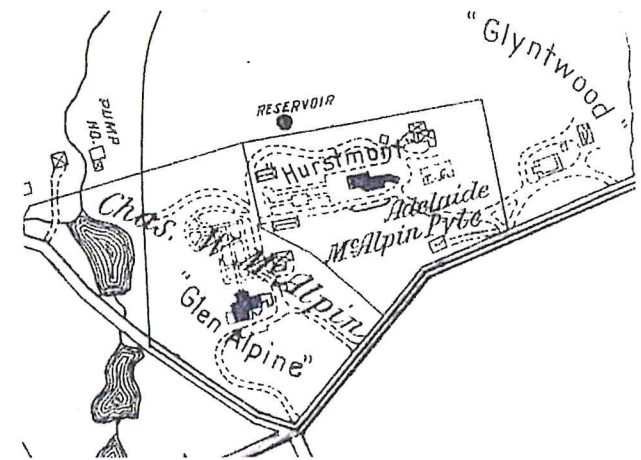 "Glyntwood"
RESERVOIR
PUMP
HO.
"Hurstmont"
Adelaide
McAlpin Pyle
Chas. W. McAlpin
"Glen Alpine"